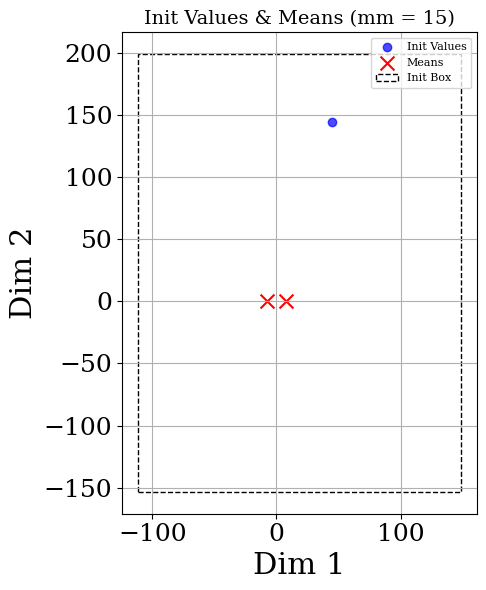 Init Values & Means (mm = 15)
Init Values
Means
Init Box
200
150
100
50
0
−50
−100
−150
Dim 2
−100 0 100
Dim 1